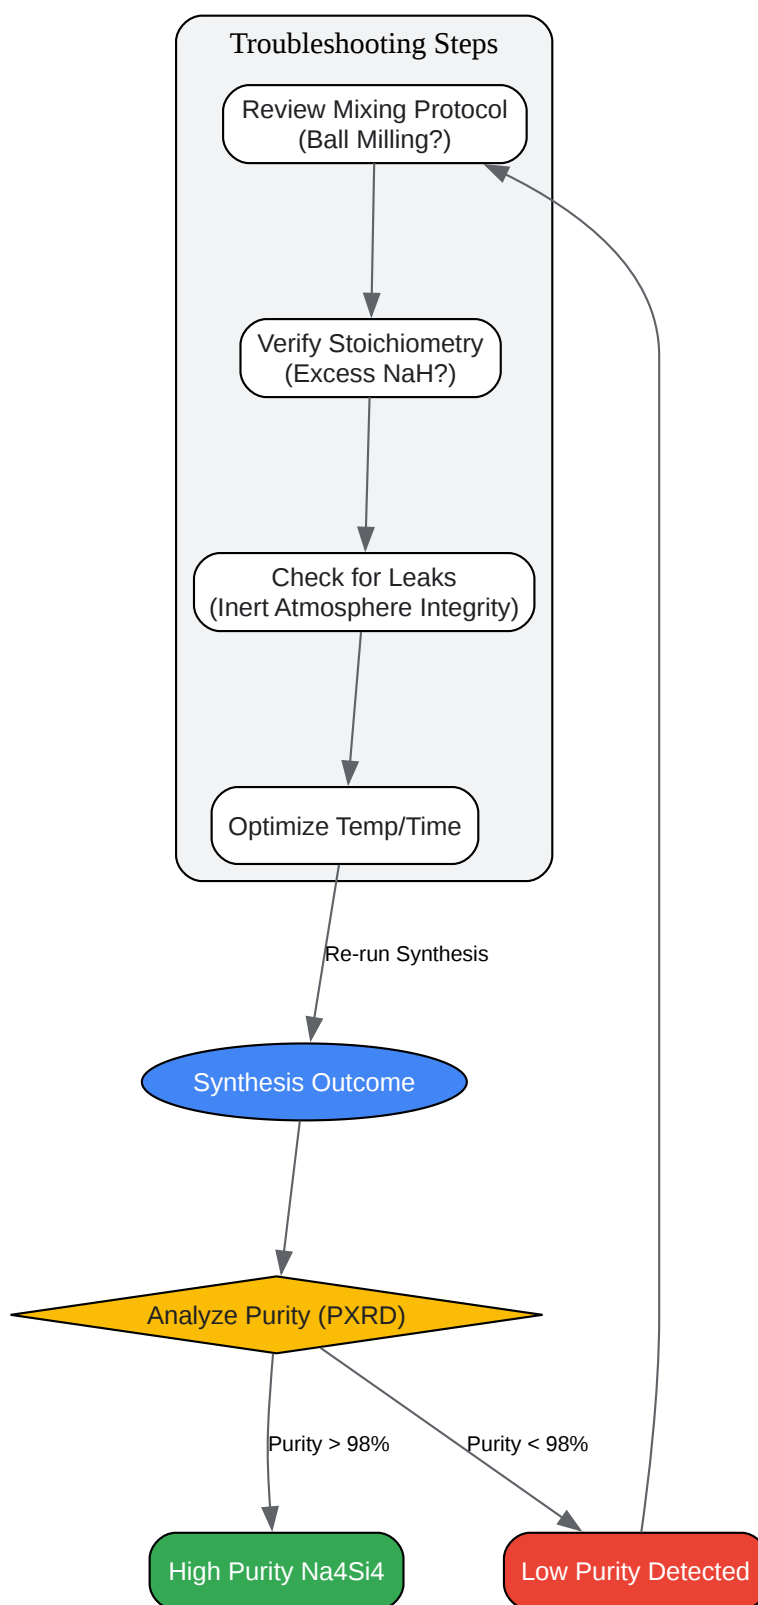 Troubleshooting Steps
Review Mixing Protocol
(Ball Milling?)
Verify Stoichiometry
(Excess NaH?)
Check for Leaks
(Inert Atmosphere Integrity)
Optimize Temp/Time
Re-run Synthesis
Synthesis Outcome
Analyze Purity (PXRD)
Purity > 98%
Purity < 98%
High Purity Na4Si4
Low Purity Detected